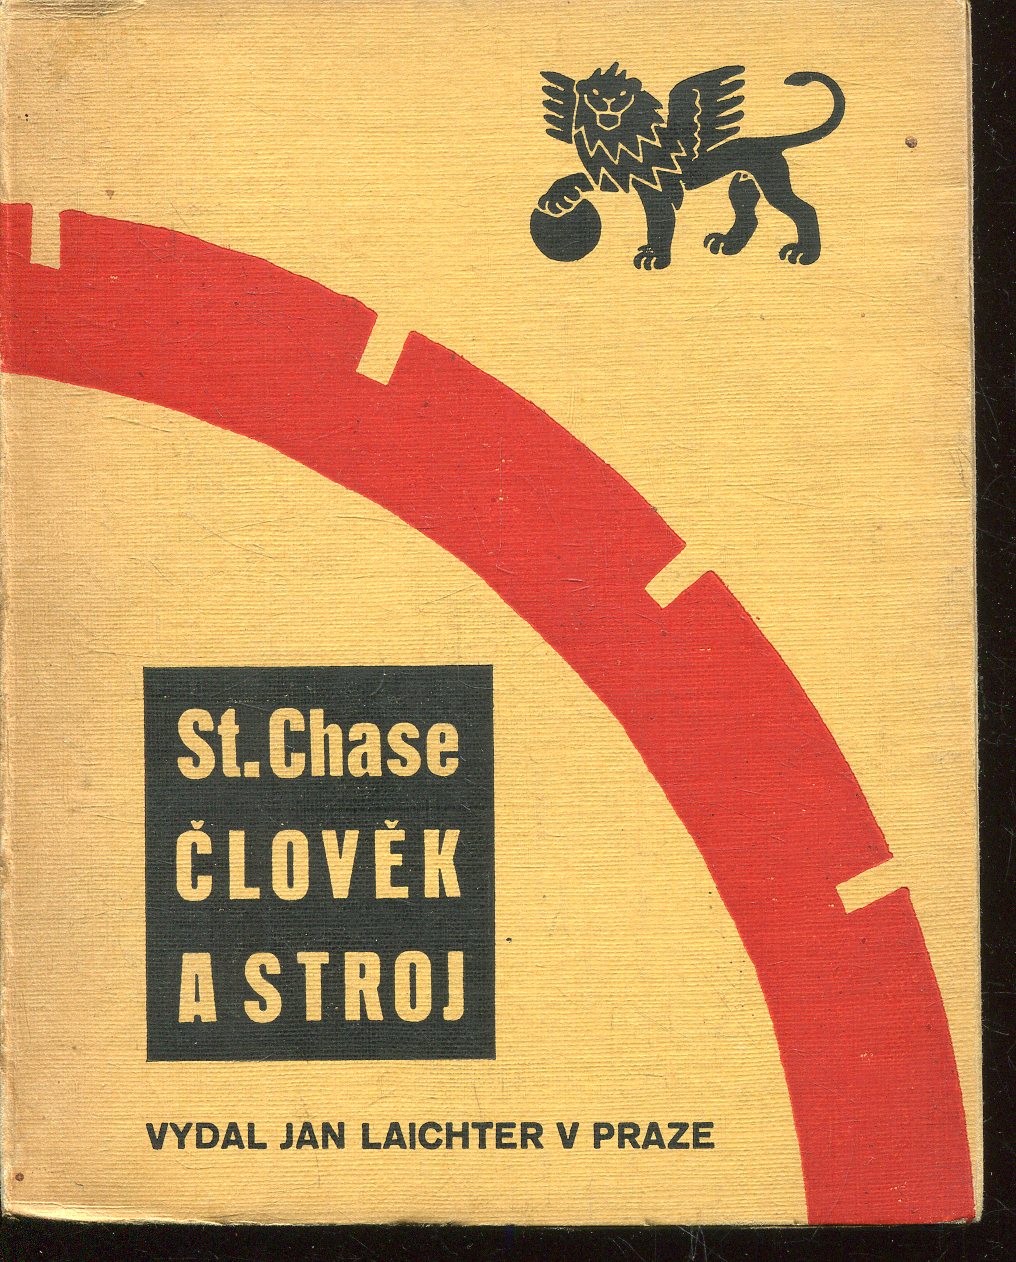 St. Chase
ČLOVĚK
A STROJ
VYDAL JAN LAICHTER V PRAZE